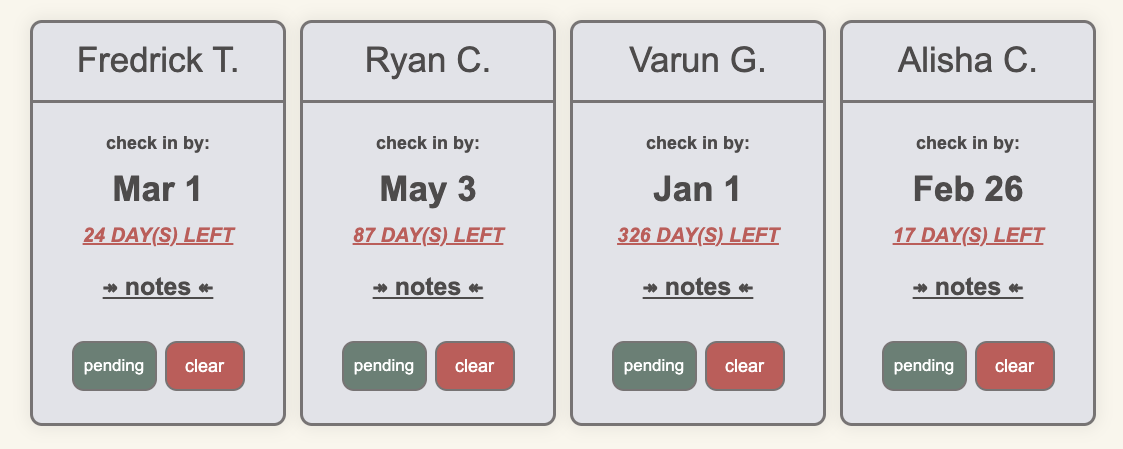 Fredrick T.
check in by:
Mar 1
24 DAY(S) LEFT
↠ notes ↞
pending clear
Ryan C.
check in by:
May 3
87 DAY(S) LEFT
↠ notes ↞
pending clear
Varun G.
check in by:
Jan 1
326 DAY(S) LEFT
↠ notes ↞
pending clear
Alisha C.
check in by:
Feb 26
17 DAY(S) LEFT
↠ notes ↞
pending clear